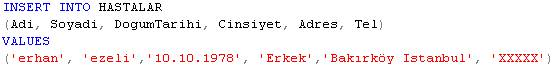 INSERT INTO HASTALAR
(Adi, Soyadi, DogumTarihi, Cinsiyet, Adres, Tel)
VALUES
('erhan', 'ezeli','10.10.1978', 'Erkek','Bakırköy Istanbul', 'XXXXX')